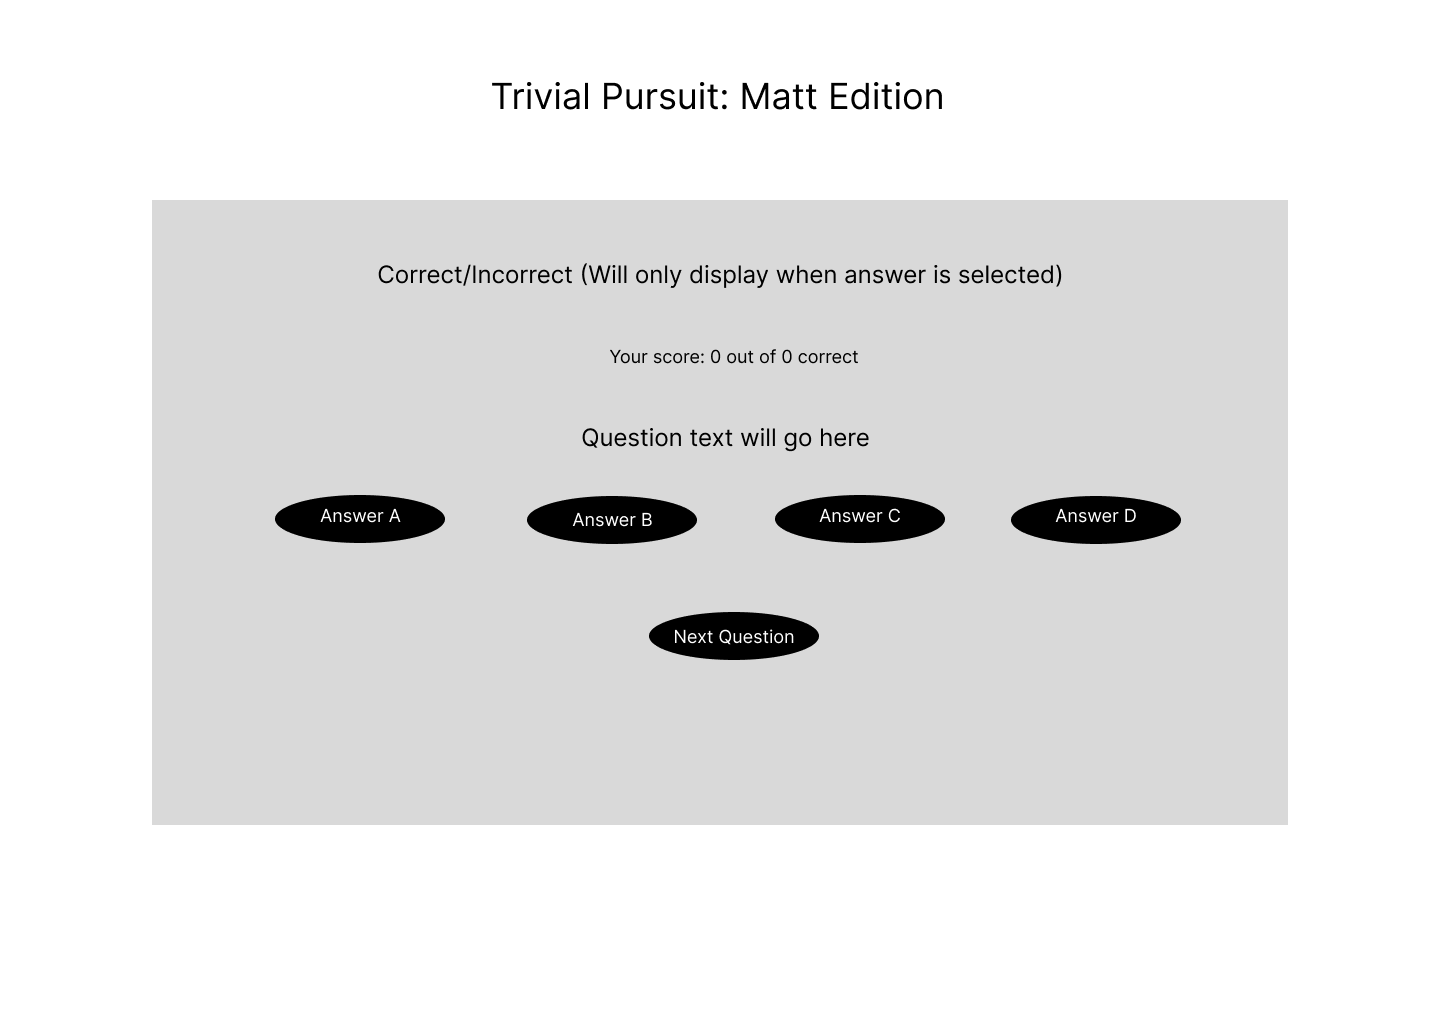 Trivial Pursuit: Matt Edition
Correct/Incorrect (Will only display when answer is selected)
Your score: 0 out of 0 correct
Question text will go here
Answer A
Answer B
Answer C
Answer D
Next Question